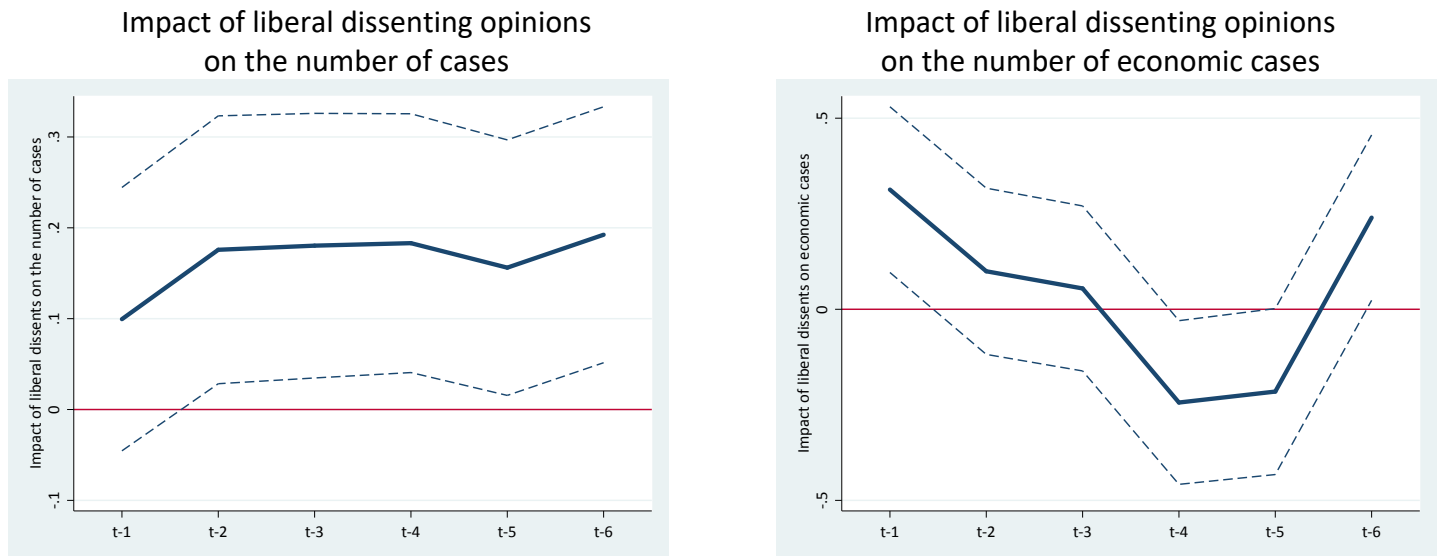 Impact of liberal dissenting opinions
on the number of cases
Impact of liberal dissents on the number of cases
.3
.2
.1
0
-.1
t-1
t-2
t-3
t-4
t-5
t-6
Impact of liberal dissenting opinions
on the number of economic cases
Impact of liberal dissents on economic cases
.5
0
-.5
t-1
t-2
t-3
t-4
t-5
t-6